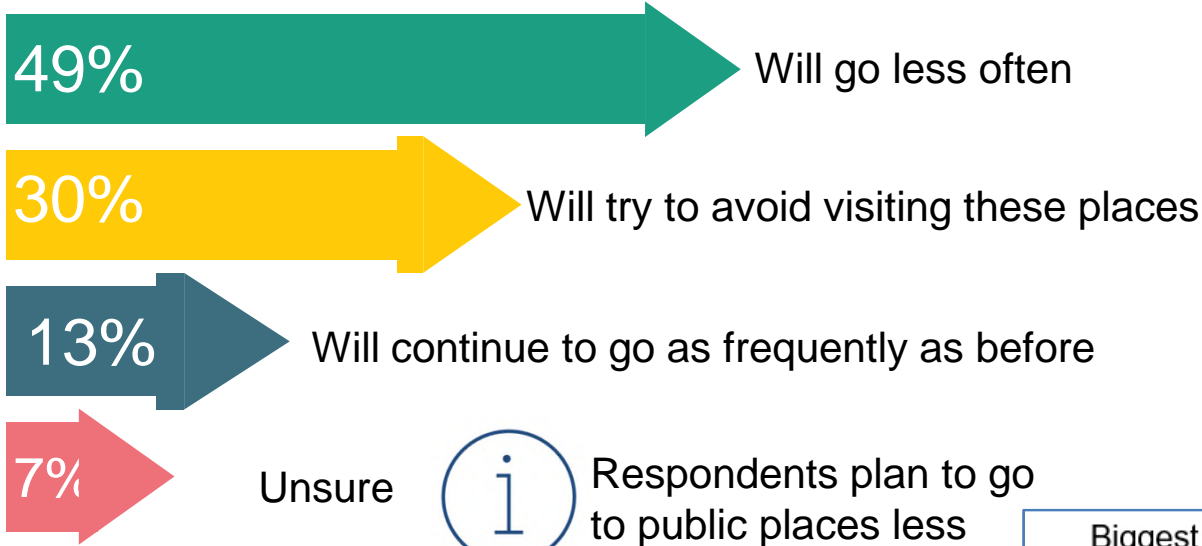 49%
Will go less often
30%
Will try to avoid visiting these places
13%
Will continue to go as frequently as before
7%
Unsure
i
Respondents plan to go
to public places less
Biggest